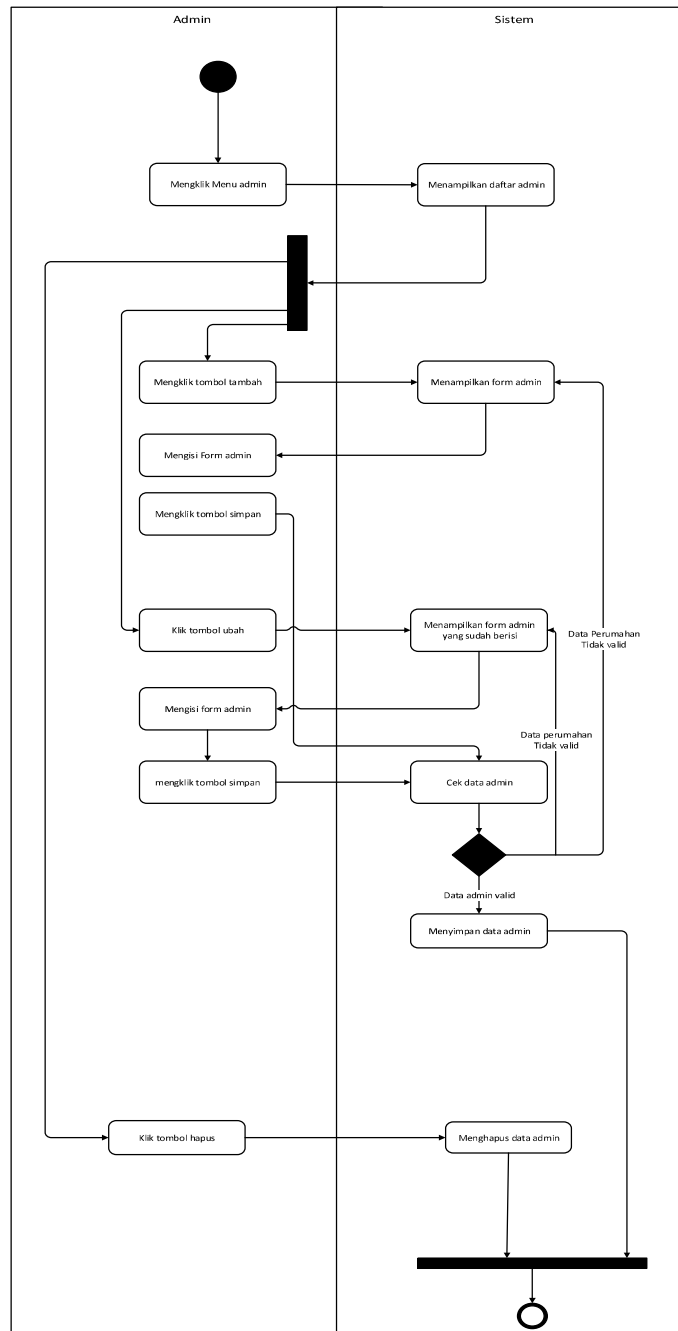 Admin
Sistem
Mengklik Menu admin
Menampilkan daftar admin
Mengklik tombol tambah
Menampilkan form admin
Mengisi Form admin
Mengklik tombol simpan
Klik tombol ubah
Menampilkan form admin
yang sudah berisi
Data Perumahan
Tidak valid
Mengisi form admin
Data perumahan
Tidak valid
mengklik tombol simpan
Cek data admin
Data admin valid
Menyimpan data admin
Klik tombol hapus
Menghapus data admin